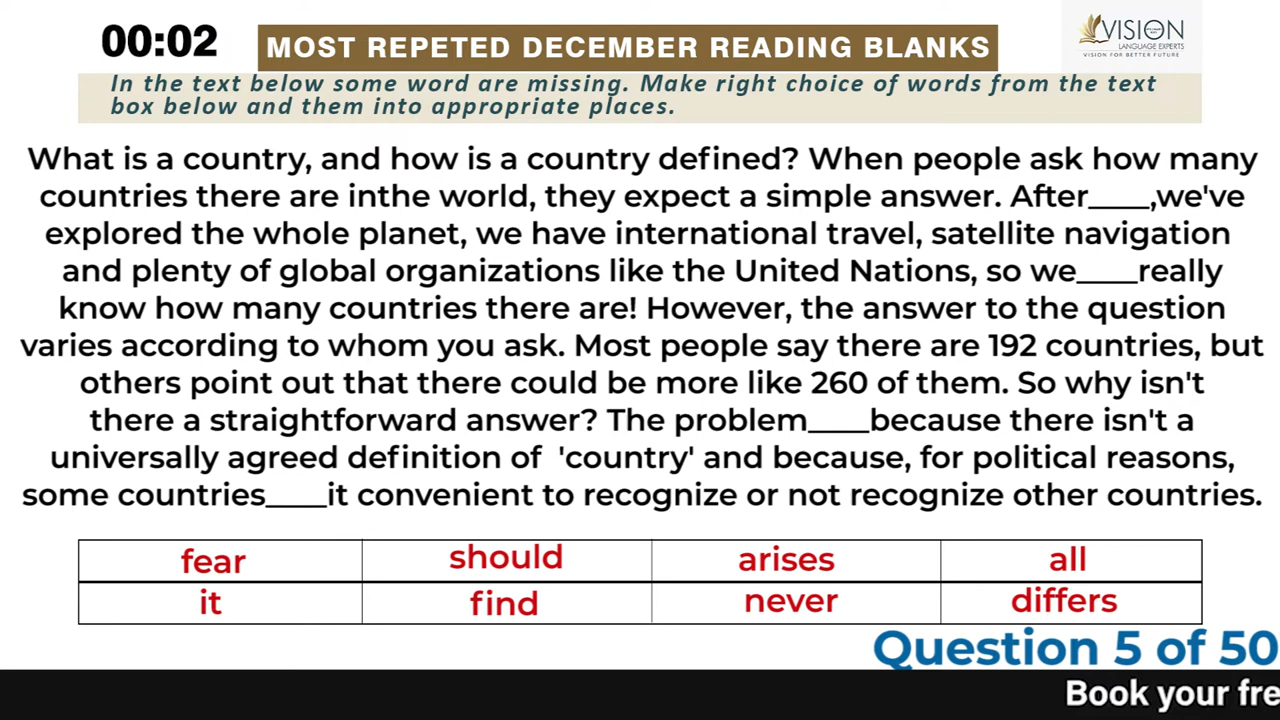 00:02
MOST REPETED DECEMBER READING BLANKS
VISION
LANGUAGE EXPERTS
VISION FOR BETTER FUTURE
In the text below some word are missing. Make right choice of words from the text
box below and them into appropriate places.
What is a country, and how is a country defined? When people ask how many
countries there are inthe world, they expect a simple answer. After____,we've
explored the whole planet, we have international travel, satellite navigation
and plenty of global organizations like the United Nations, so we____really
know how many countries there are! However, the answer to the question
varies according to whom you ask. Most people say there are 192 countries, but
others point out that there could be more like 260 of them. So why isn't
there a straightforward answer? The problem____because there isn't a
universally agreed definition of 'country' and because, for political reasons,
some countries____it convenient to recognize or not recognize other countries.
fear should arises all
it find never differs
Question 5 of 50
Book your fre